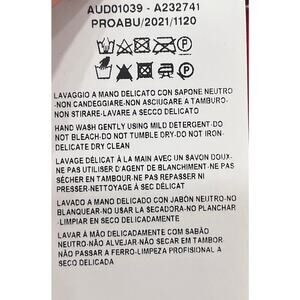 AUD01039 - A232741
PROABU/2021/1120
LAVAGGIO A MANO DELICATO CON SAPONE NEUTRO
-NON CANDEGGIARE-NON ASCIUGARE A TAMBURO-
NON STIRARE-LAVARE A SECCO DELICATO
HAND WASH GENTLY USING MILD DETERGENT-DO
NOT BLEACH-DO NOT TUMBLE DRY-DO NOT IRON-
DELICATE DRY CLEAN
LAVAGE DÉLICAT À LA MAIN AVEC UN SAVON DOUX-
NE PAS UTILISER D'AGENT DE BLANCHIMENT-NE PAS
SÉCHER EN TAMBOUR NE PAS REPASSER NI
PRESSER-NETTOYAGE À SEC DÉLICAT
LAVADO A MANO DELICADO CON JABÓN NEUTRO-NO
BLANQUEAR-NO USAR LA SECADORA-NO PLANCHAR
-LIMPIAR EN SECO DELICADO
LAVAR À MÃO DELICADAMENTE COM SABÃO
NEUTRO-NÃO ALVEJAR-NÃO SECAR EM TAMBOR
NÃO PASSAR A FERRO-LIMPEZA PROFISIONAL A
SECO DELICADA